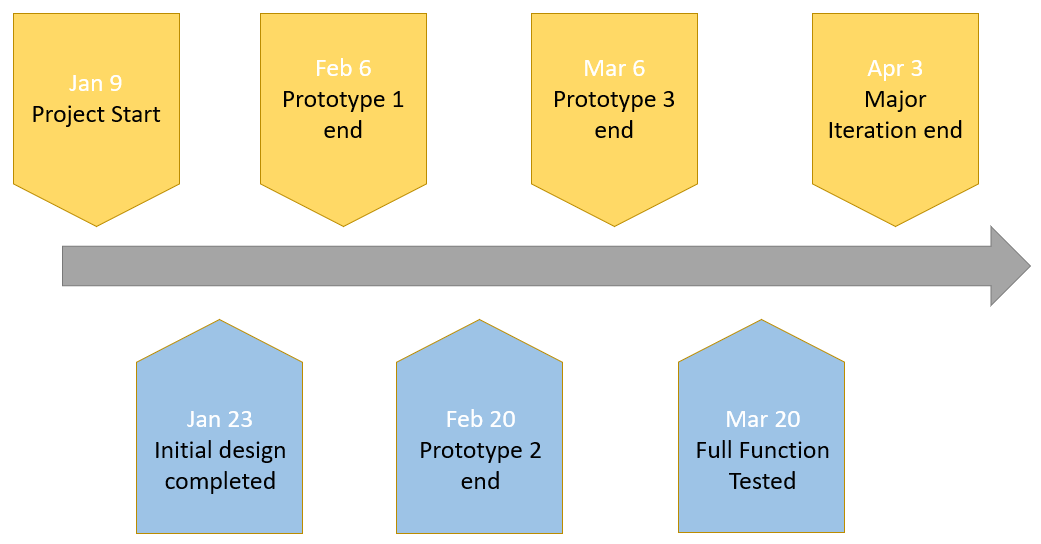 Jan 9
Project Start
Feb 6
Prototype 1
end
Mar 6
Prototype 3
end
Apr 3
Major
Iteration end
Jan 23
Initial design
completed
Feb 20
Prototype 2
end
Mar 20
Full Function
Tested